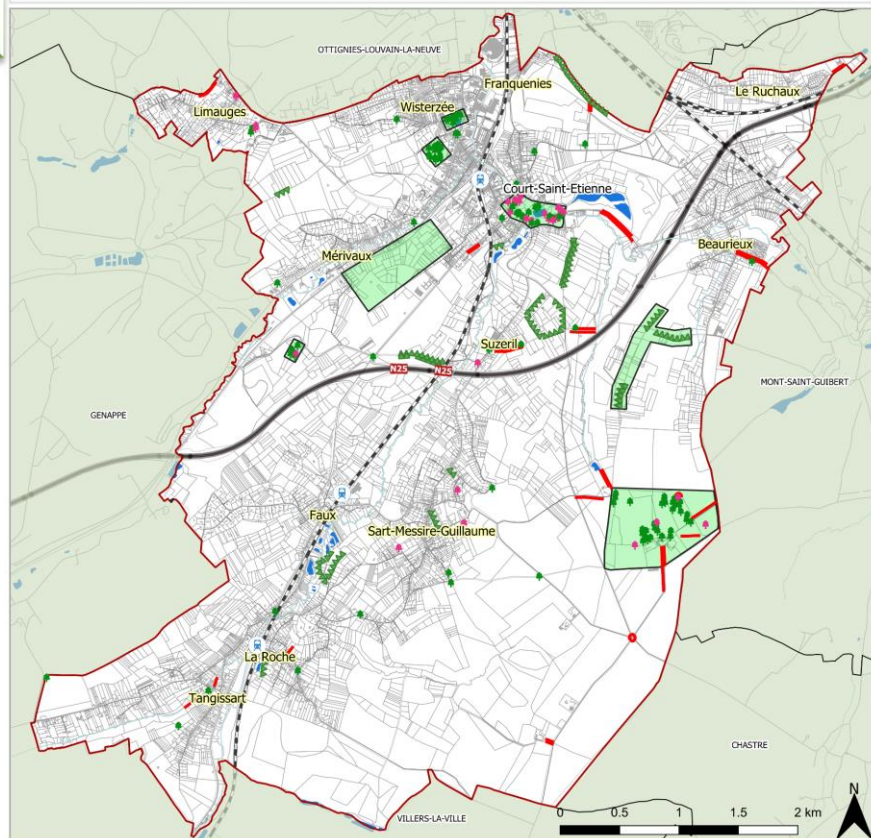 OTTIGNIES-LOUVAIN-LA-NEUVE
Franquenies
Le Ruchaux
Limauges
Wisterzée
Court-Saint-Etienne
Beaurieux
Mérivaux
Suzeril
N25
N25
MONT-SAINT-GUIBERT
GENAPPE
Faux
Sart-Messire-Guillaume
La Roche
Tangissart
CHASTRE
VILLERS-LA-VILLE
N
0 0.5 1 1.5 2 km